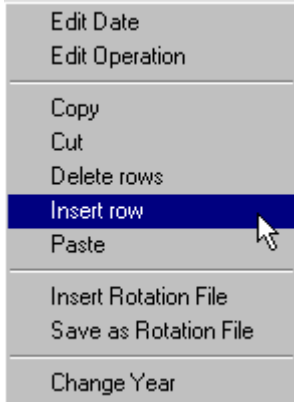 Edit Date
Edit Operation
Copy
Cut
Delete rows
Insert row
Paste
Insert Rotation File
Save as Rotation File
Change Year